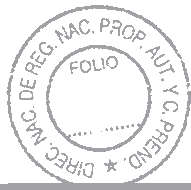 DIREC. NAC. DE REG. NAC. PROP. AUT. Y C. PREND. ★
FOLIO
..............